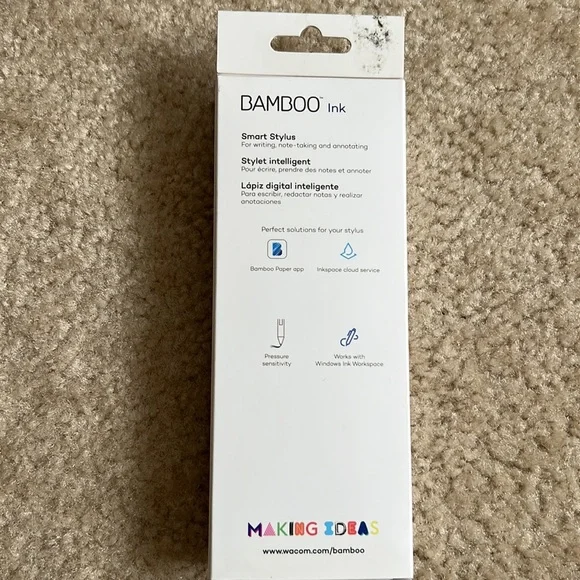 BAMBOO™ Ink
Smart Stylus
For writing, note-taking and annotating
Stylet intelligent
Pour écrire, prendre des notes et annoter
Lápiz digital inteligente
Para escribir, redactar notas y realizar
anotaciones
Perfect solutions for your stylus
Bamboo Paper app
Inkspace cloud service
Pressure
sensitivity
Works with
Windows Ink Workspace
MAKING IDEAS
www.wacom.com/bamboo